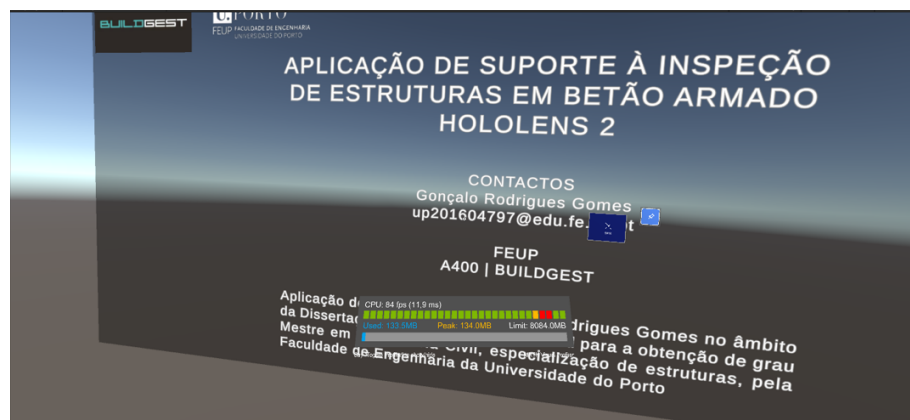 BUILDGEST
U. PORTO
FEUP FACULDADE DE ENGENHARIA
UNIVERSIDADE DO PORTO
APLICAÇÃO DE SUPORTE À INSPEÇÃO
DE ESTRUTURAS EM BETÃO ARMADO
HOLOLENS 2
CONTACTOS
Gonçalo Rodrigues Gomes
up201604797@edu.fe.
FEUP
A400 | BUILDGEST
CPU: 84 fps (11,9 ms)
Used: 133.9MB Peak: 134.0MB Limit: 8084.0MB
Aplicação Gomes no âmbito
da para a obtenção de grau
Mestre em Civil, especialização de estruturas, pela
Faculdade de Engenharia da Universidade do Porto